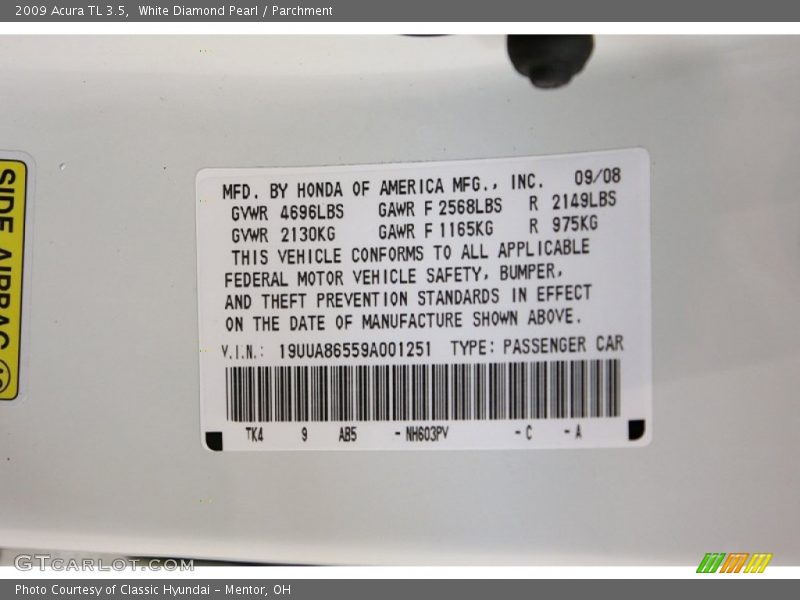 2009 Acura TL 3.5,  White Diamond Pearl / Parchment
SIDE AIRBAG
MFD. BY HONDA OF AMERICA MFG., INC. 09/08
GVWR 4696LBS GAWR F 2568LBS R 2149LBS
GVWR 2130KG GAWR F 1165KG R 975KG
THIS VEHICLE CONFORMS TO ALL APPLICABLE
FEDERAL MOTOR VEHICLE SAFETY, BUMPER,
AND THEFT PREVENTION STANDARDS IN EFFECT
ON THE DATE OF MANUFACTURE SHOWN ABOVE.
V.I.N.: 19UUA86559A001251 TYPE: PASSENGER CAR
TK4 9 AB5 - NH603PV - C - A
GTCARLOT.COM
Photo Courtesy of Classic Hyundai - Mentor, OH